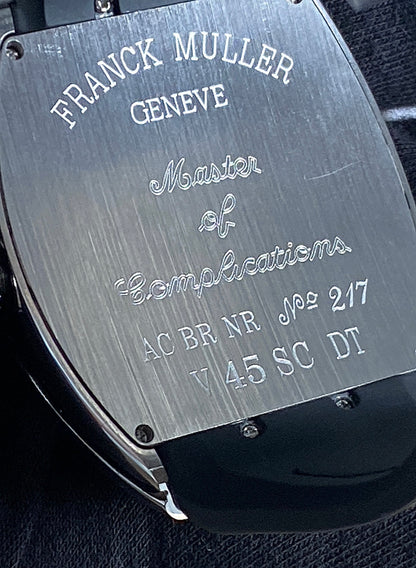 FRANCK MULLER
GENEVE
Master
of
Complications
AC BR NR Nº 217
V 45 SC DT